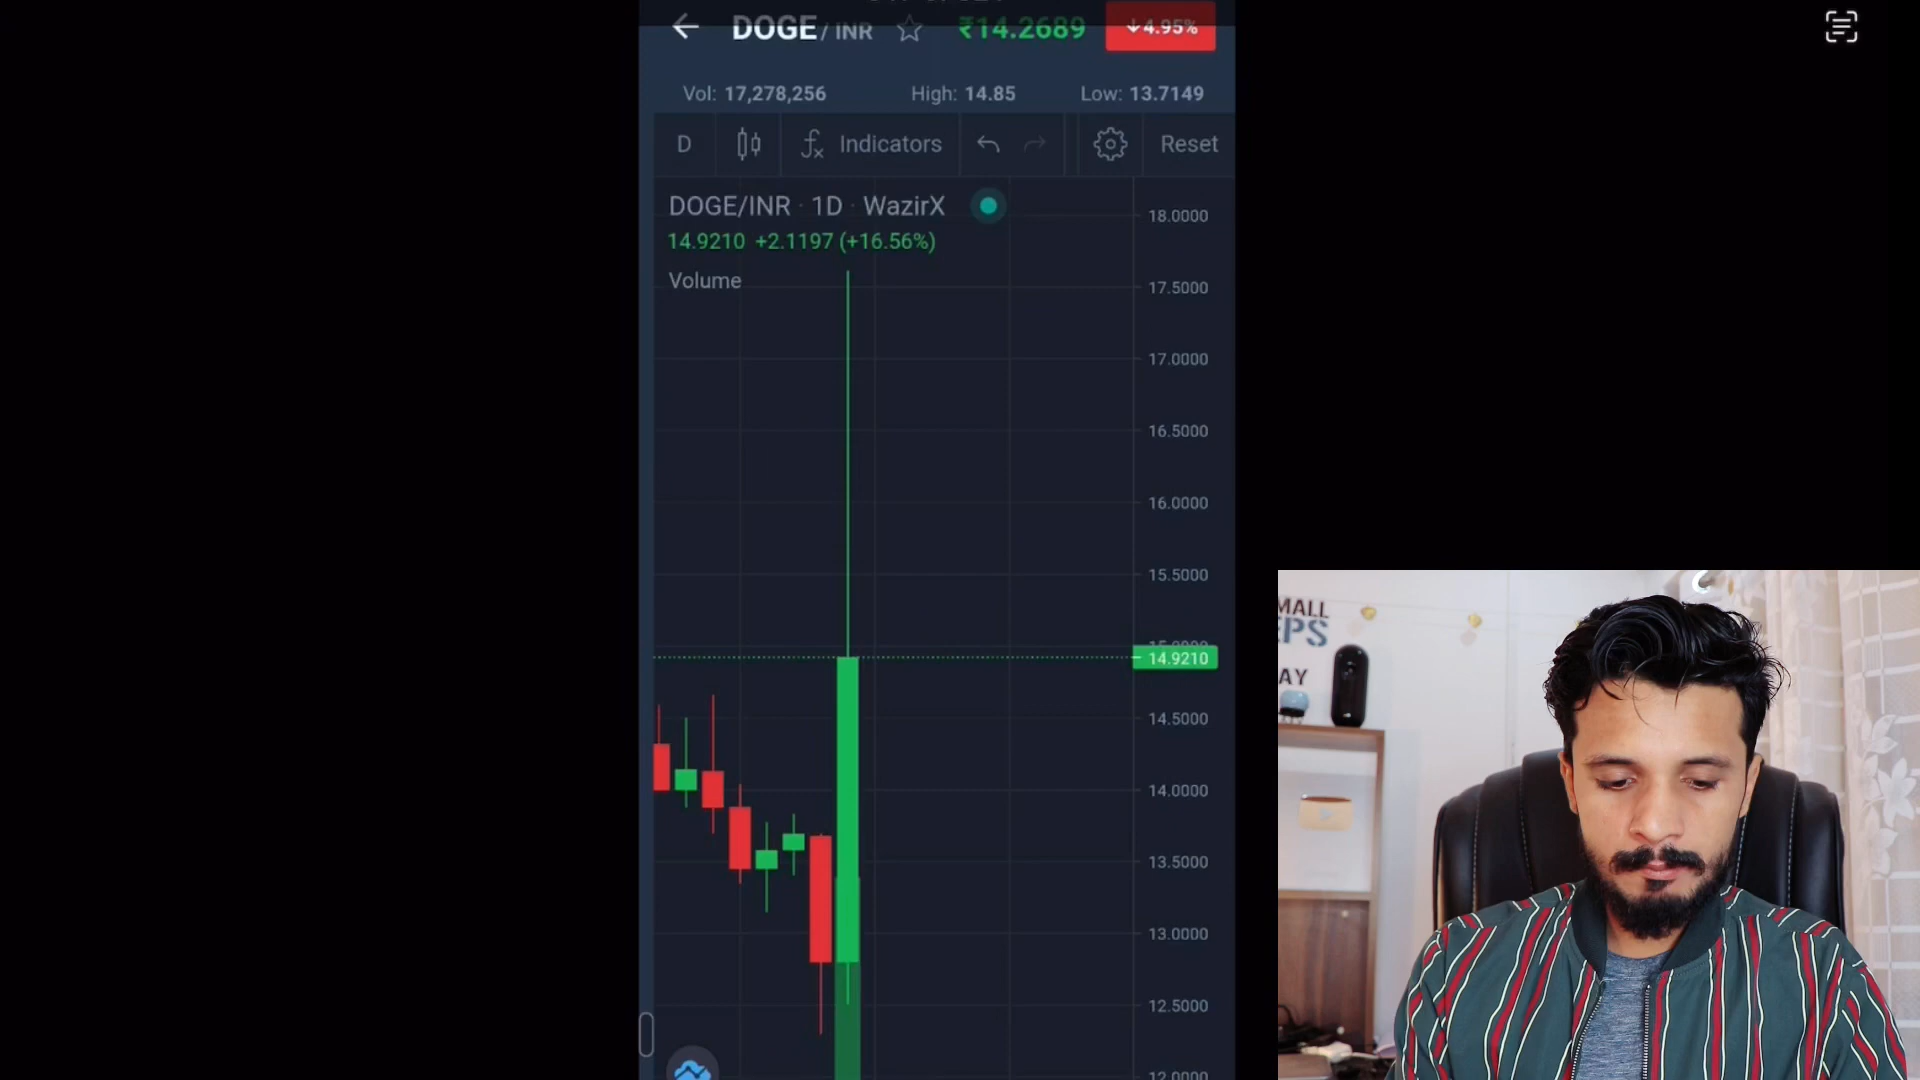 DOGE / INR ₹14.2689 4.95%
Vol: 17,278,256 High: 14.85 Low: 13.7149
D fx Indicators Reset
DOGE/INR · 1D · WazirX
14.9210 +2.1197 (+16.56%)
Volume
18.0000
17.5000
17.0000
16.5000
16.0000
15.5000
14.9210
14.5000
14.0000
13.5000
13.0000
12.5000
12.0000
MALL
EPS
AY